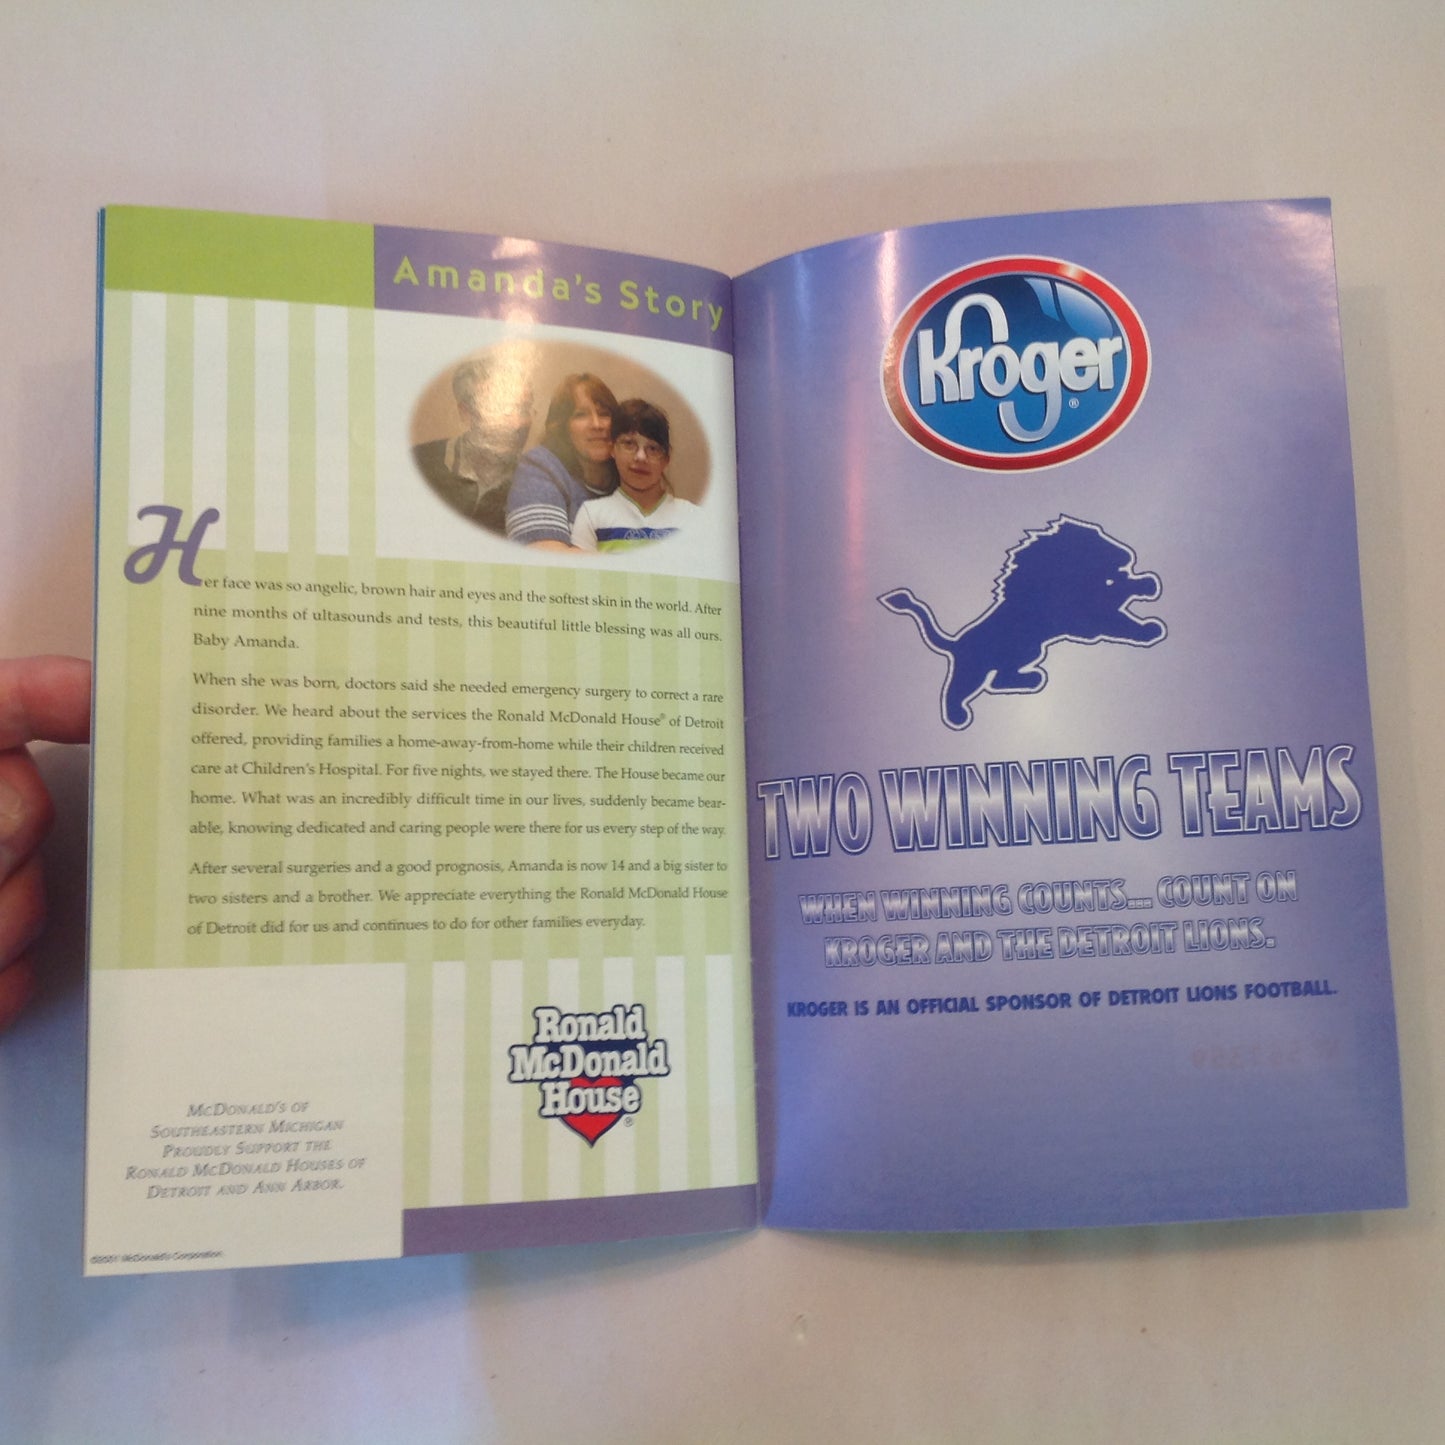 Amanda's Story
Her face was so angelic, brown hair and eyes and the softest skin in the world. After
nine months of ultasounds and tests, this beautiful little blessing was all ours.
Baby Amanda.
When she was born, doctors said she needed emergency surgery to correct a rare
disorder. We heard about the services the Ronald McDonald House® of Detroit
offered, providing families a home-away-from-home while their children received
care at Children's Hospital. For five nights, we stayed there. The House became our
home. What was an incredibly difficult time in our lives, suddenly became bear-
able, knowing dedicated and caring people were there for us every step of the way.
After several surgeries and a good prognosis, Amanda is now 14 and a big sister to
two sisters and a brother. We appreciate everything the Ronald McDonald House
of Detroit did for us and continues to do for other families everyday.
Ronald
McDonald
House®
McDonald's of
Southeastern Michigan
Proudly Support the
Ronald McDonald Houses of
Detroit and Ann Arbor.
©2001 McDonald's Corporation
Kroger®
TWO WINNING TEAMS
WHEN WINNING COUNTS... COUNT ON
KROGER AND THE DETROIT LIONS.
KROGER IS AN OFFICIAL SPONSOR OF DETROIT LIONS FOOTBALL.